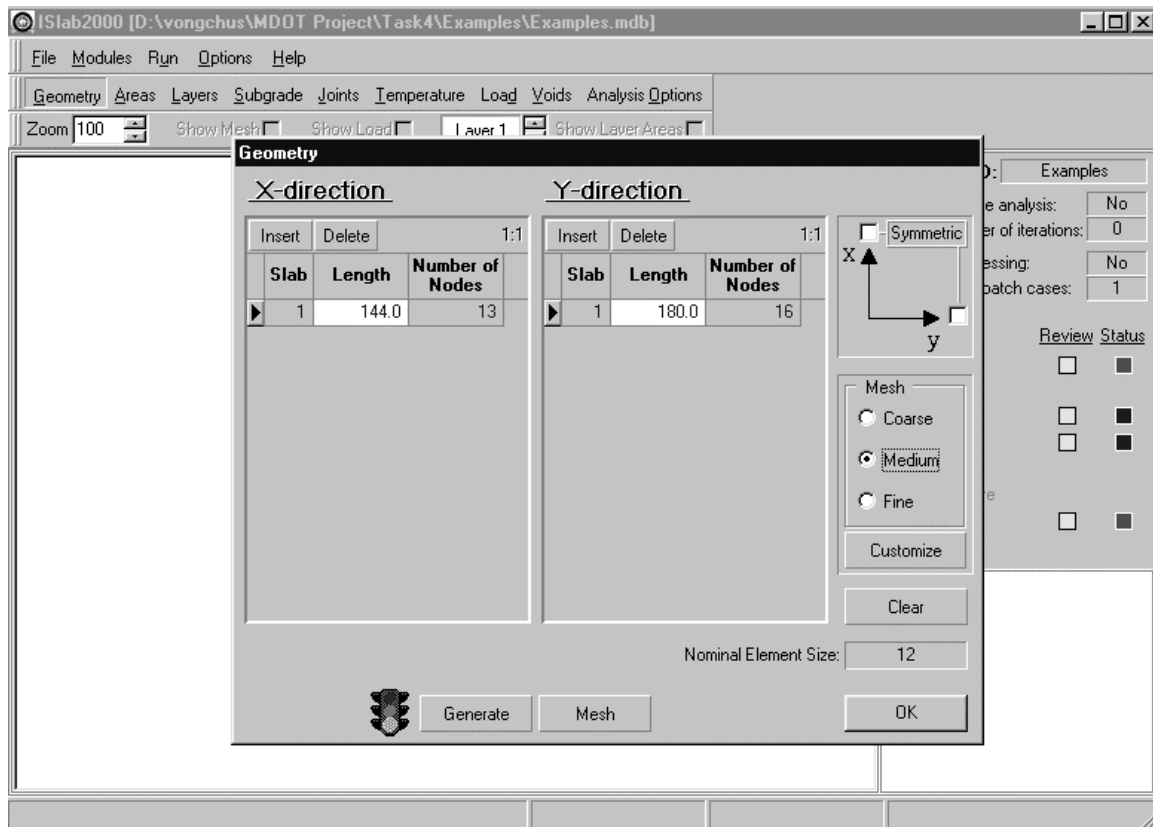 ISlab2000 [D:\vongchus\MDOT Project\Task4\Examples\Examples.mdb]
File Modules Run Options Help
Geometry Areas Layers Subgrade Joints Temperature Load Voids Analysis Options
Zoom 100 Show Mesh Show Load Layer 1 Show Layer Areas
Geometry
X-direction
Insert Delete 1:1
Slab Length Number of Nodes
1 144.0 13
Y-direction
Insert Delete 1:1
Slab Length Number of Nodes
1 180.0 16
Symmetric
X
y
Mesh
Coarse
Medium
Fine
Customize
Clear
Nominal Element Size: 12
Generate Mesh OK
Examples
analysis: No
of iterations: 0
No
batch cases: 1
Review Status